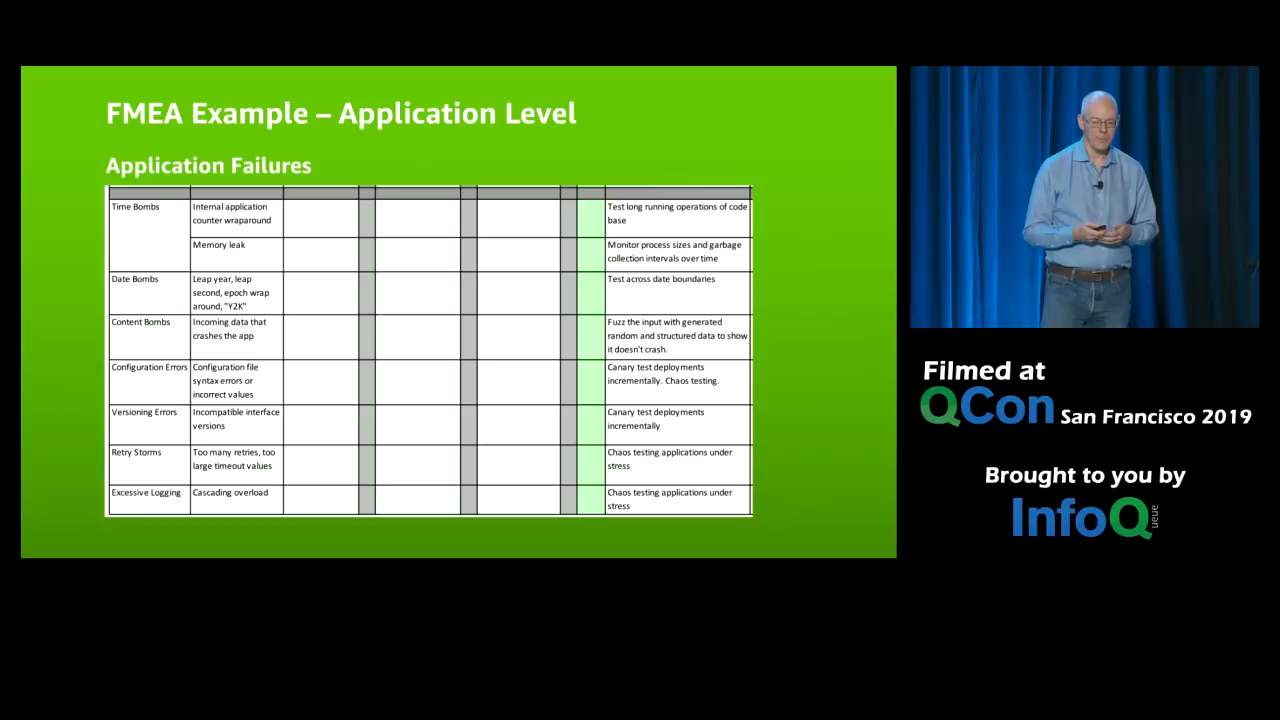 FMEA Example – Application Level
Application Failures
Time Bombs
Internal application
counter wraparound
Test long running operations of code
base
Memory leak
Monitor process sizes and garbage
collection intervals over time
Date Bombs
Leap year, leap
second, epoch wrap
around, "Y2K"
Test across date boundaries
Content Bombs
Incoming data that
crashes the app
Fuzz the input with generated
random and structured data to show
it doesn't crash.
Configuration Errors
Configuration file
syntax errors or
incorrect values
Canary test deployments
incrementally. Chaos testing.
Versioning Errors
Incompatible interface
versions
Canary test deployments
incrementally
Retry Storms
Too many retries, too
large timeout values
Chaos testing applications under
stress
Excessive Logging
Cascading overload
Chaos testing applications under
stress
Filmed at
QCon San Francisco 2019
Brought to you by
InfoQueue